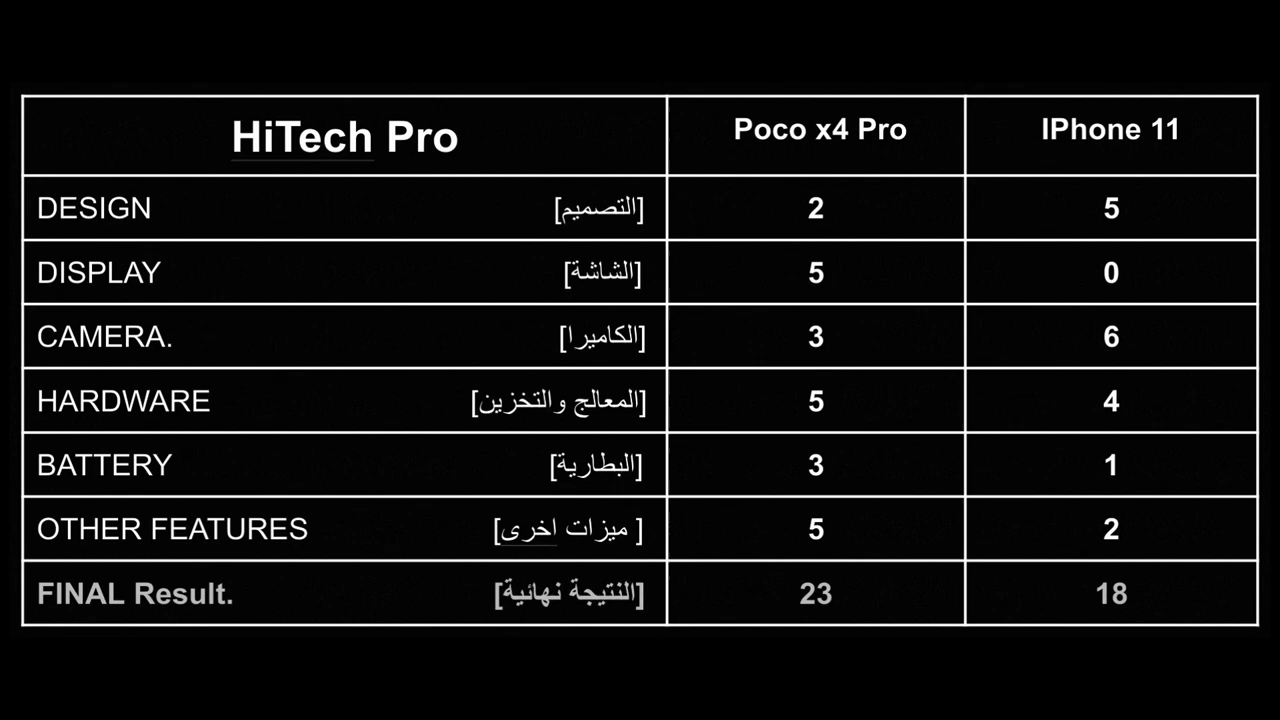 HiTech Pro Poco x4 Pro IPhone 11
DESIGN [التصميم] 2 5
DISPLAY [الشاشة] 5 0
CAMERA. [الكاميرا] 3 6
HARDWARE [المعالج والتخزين] 5 4
BATTERY [البطارية] 3 1
OTHER FEATURES [ميزات اخرى ] 5 2
FINAL Result. [النتيجة نهائية] 23 18